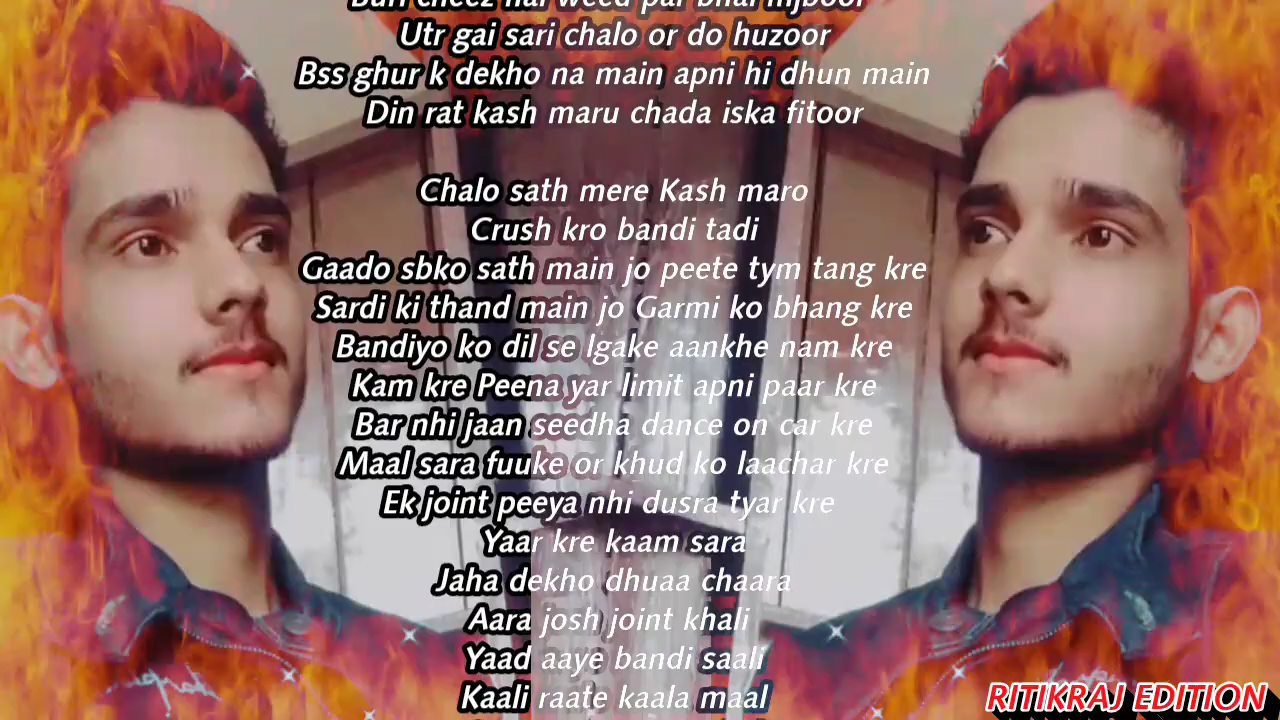 Buri cheez hai weed par bhai mjboor
Utr gai sari chalo or do huzoor
Bss ghur k dekho na main apni hi dhun main
Din rat kash maru chada iska fitoor
Chalo sath mere Kash maro
Crush kro bandi tadi
Gaado sbko sath main jo peete tym tang kre
Sardi ki thand main jo Garmi ko bhang kre
Bandiyo ko dil se lgake aankhe nam kre
Kam kre Peena yar limit apni paar kre
Bar nhi jaan seedha dance on car kre
Maal sara fuuke or khud ko laachar kre
Ek joint peeya nhi dusra tyar kre
Yaar kre kaam sara
Jaha dekho dhuaa chaara
Aara josh joint khali
Yaad aaye bandi saali
Kaali raate kaala maal
RITIKRAJ EDITION